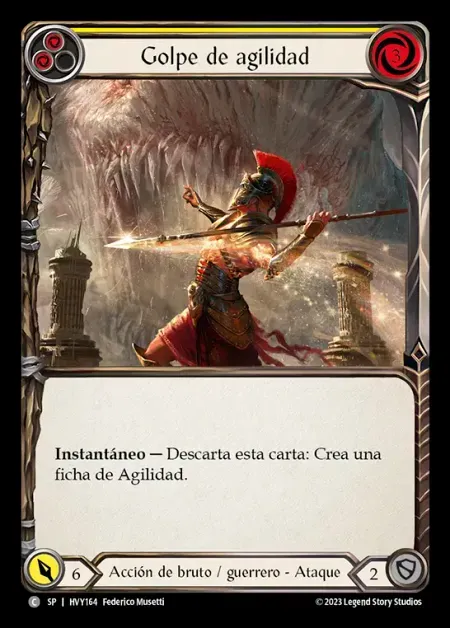 Golpe de agilidad
3
Instantáneo — Descarta esta carta: Crea una
ficha de Agilidad.
6
Acción de bruto / guerrero - Ataque
2
C SP | HVY164 Federico Musetti
© 2023 Legend Story Studios